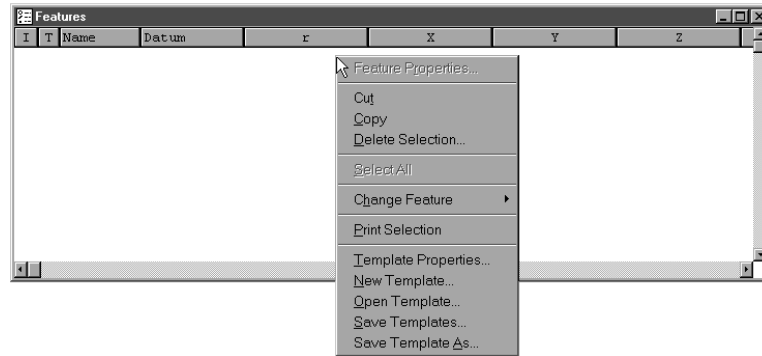 Features
I T Name Datum r X Y Z
Feature Properties...
Cut
Copy
Delete Selection...
Select All
Change Feature
Print Selection
Template Properties...
New Template...
Open Template...
Save Templates...
Save Template As...